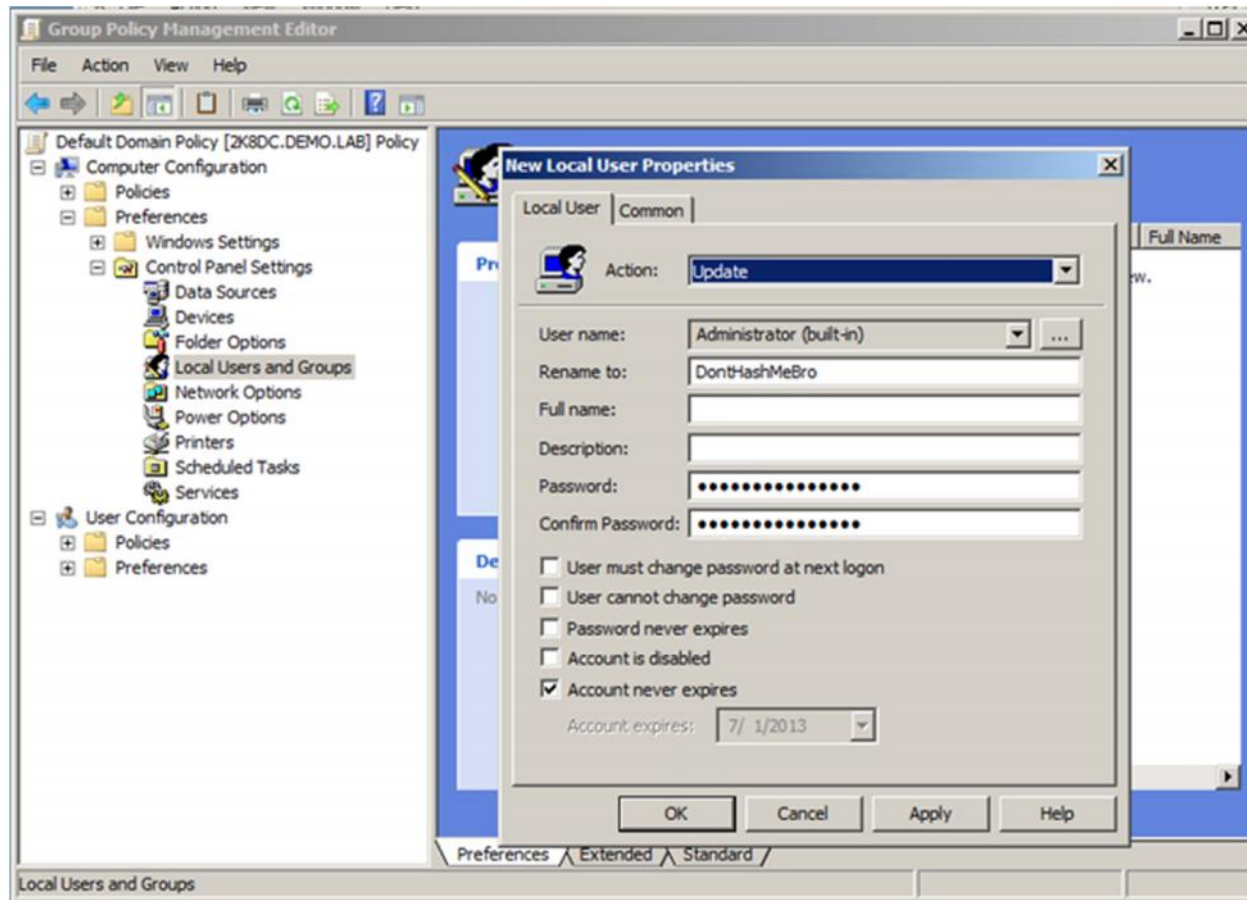 Group Policy Management Editor
File Action View Help
Default Domain Policy [2K8DC.DEMO.LAB] Policy
Computer Configuration
Policies
Preferences
Windows Settings
Control Panel Settings
Data Sources
Devices
Folder Options
Local Users and Groups
Network Options
Power Options
Printers
Scheduled Tasks
Services
User Configuration
Policies
Preferences
New Local User Properties
Local User Common
Action: Update
User name: Administrator (built-in) ...
Rename to: DontHashMeBro
Full name:
Description:
Password: •••••••••••••••
Confirm Password: •••••••••••••••
User must change password at next logon
User cannot change password
Password never expires
Account is disabled
Account never expires
Account expires: 7/ 1/2013
OK Cancel Apply Help
Pr
De
No
Full Name
ew.
Preferences Extended Standard
Local Users and Groups